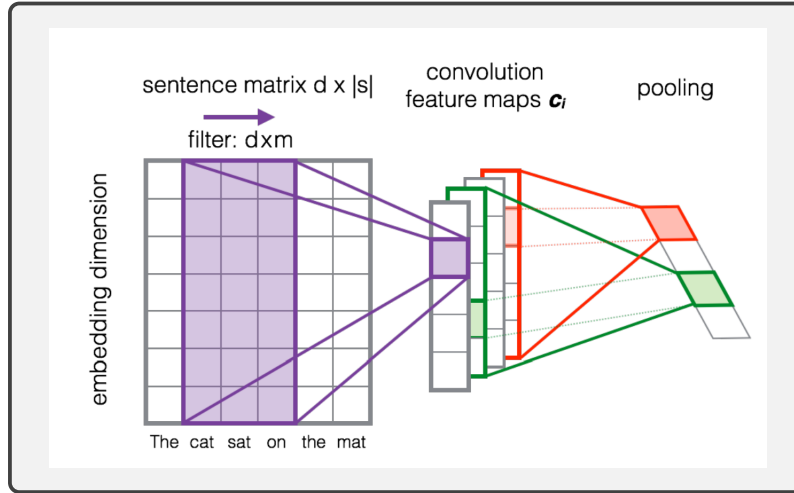 sentence matrix d x |s|
filter: dxm
convolution
feature maps ci
pooling
embedding dimension
The cat sat on the mat